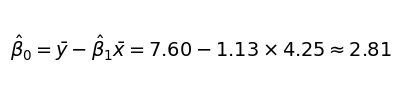 β̂₀ = ȳ − β̂₁x̄ = 7.60 − 1.13 × 4.25 ≈ 2.81